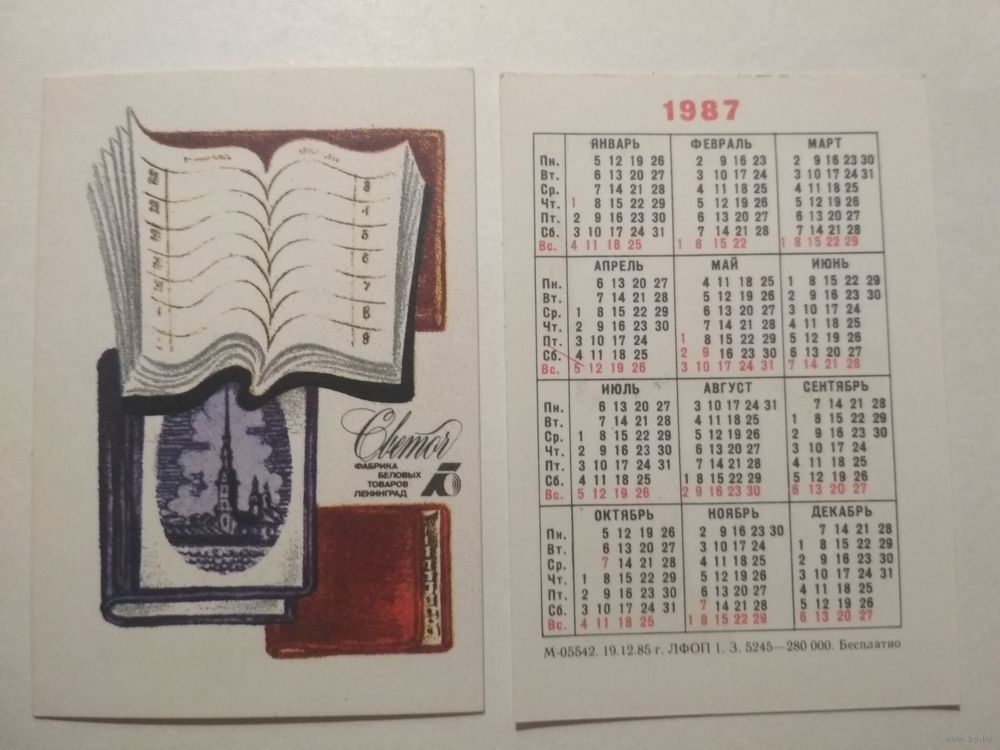 3
4
5
6
7
8
9
Светоч
ФАБРИКА
БЕЛОВЫХ
ТОВАРОВ
ЛЕНИНГРАД
1987
ЯНВАРЬ ФЕВРАЛЬ МАРТ
Пн. 5 12 19 26 2 9 16 23 2 9 16 23 30
Вт. 6 13 20 27 3 10 17 24 3 10 17 24 31
Ср. 7 14 21 28 4 11 18 25 4 11 18 25
Чт. 1 8 15 22 29 5 12 19 26 5 12 19 26
Пт. 2 9 16 23 30 6 13 20 27 6 13 20 27
Сб. 3 10 17 24 31 7 14 21 28 7 14 21 28
Вс. 4 11 18 25 1 8 15 22 1 8 15 22 29
АПРЕЛЬ МАЙ ИЮНЬ
Пн. 6 13 20 27 4 11 18 25 1 8 15 22 29
Вт. 7 14 21 28 5 12 19 26 2 9 16 23 30
Ср. 1 8 15 22 29 6 13 20 27 3 10 17 24
Чт. 2 9 16 23 30 7 14 21 28 4 11 18 25
Пт. 3 10 17 24 1 8 15 22 29 5 12 19 26
Сб. 4 11 18 25 2 9 16 23 30 6 13 20 27
Вс. 5 12 19 26 3 10 17 24 31 7 14 21 28
ИЮЛЬ АВГУСТ СЕНТЯБРЬ
Пн. 6 13 20 27 3 10 17 24 31 7 14 21 28
Вт. 7 14 21 28 4 11 18 25 1 8 15 22 29
Ср. 1 8 15 22 29 5 12 19 26 2 9 16 23 30
Чт. 2 9 16 23 30 6 13 20 27 3 10 17 24
Пт. 3 10 17 24 31 7 14 21 28 4 11 18 25
Сб. 4 11 18 25 1 8 15 22 29 5 12 19 26
Вс. 5 12 19 26 2 9 16 23 30 6 13 20 27
ОКТЯБРЬ НОЯБРЬ ДЕКАБРЬ
Пн. 5 12 19 26 2 9 16 23 30 7 14 21 28
Вт. 6 13 20 27 3 10 17 24 1 8 15 22 29
Ср. 7 14 21 28 4 11 18 25 2 9 16 23 30
Чт. 1 8 15 22 29 5 12 19 26 3 10 17 24 31
Пт. 2 9 16 23 30 6 13 20 27 4 11 18 25
Сб. 3 10 17 24 31 7 14 21 28 5 12 19 26
Вс. 4 11 18 25 1 8 15 22 29 6 13 20 27
М-05542. 19.12.85 г. ЛФОП 1. З. 5245—280 000. Бесплатно
www.ay.by